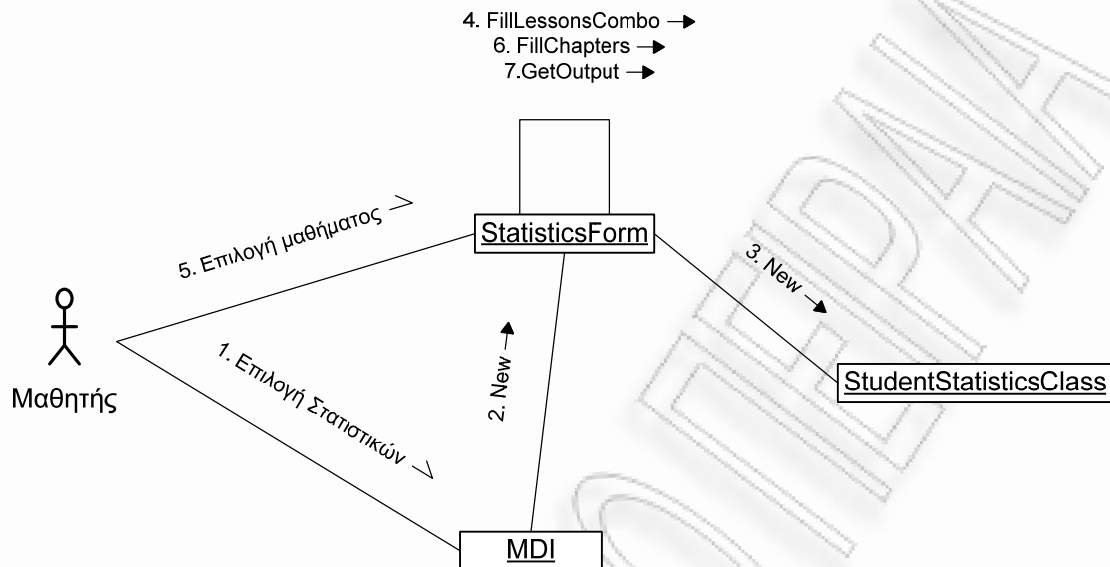 4. FillLessonsCombo
6. FillChapters
7.GetOutput
StatisticsForm
5. Επιλογή μαθήματος
3. New
1. Επιλογή Στατιστικών
2. New
Μαθητής
StudentStatisticsClass
MDI